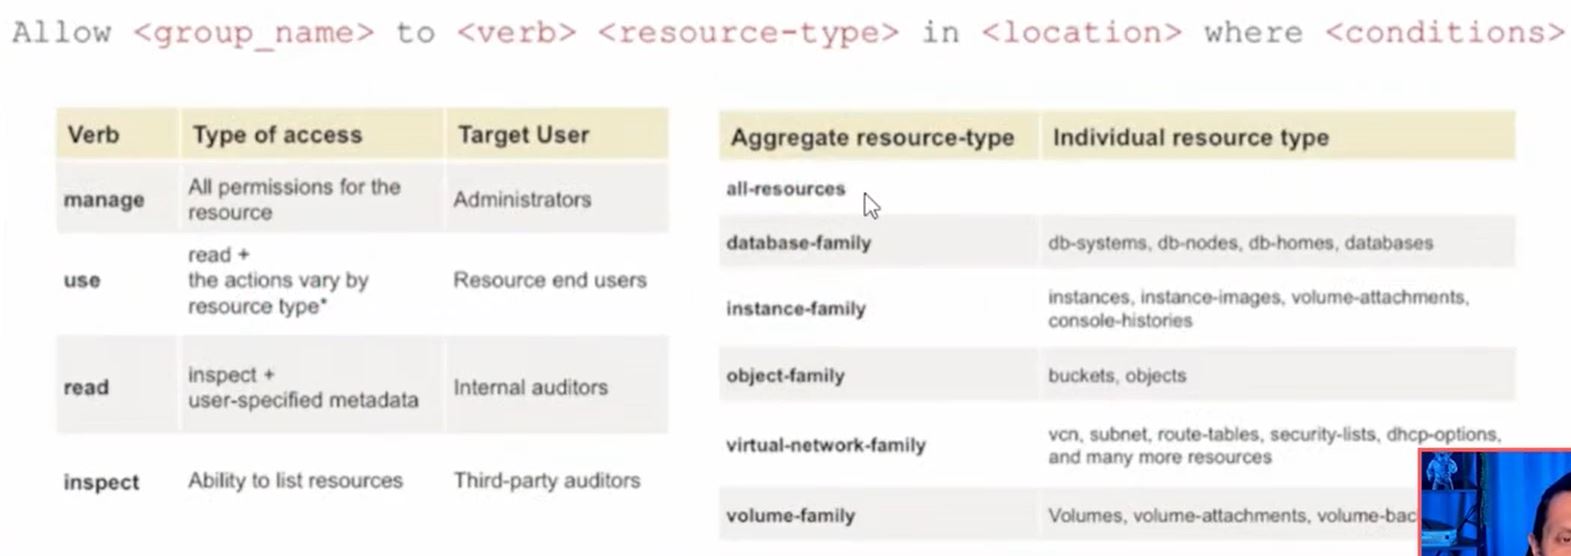 Allow <group_name> to <verb> <resource-type> in <location> where <conditions>
Verb Type of access Target User
manage All permissions for the
resource Administrators
use read +
the actions vary by
resource type* Resource end users
read inspect +
user-specified metadata Internal auditors
inspect Ability to list resources Third-party auditors
Aggregate resource-type Individual resource type
all-resources
database-family db-systems, db-nodes, db-homes, databases
instance-family instances, instance-images, volume-attachments,
console-histories
object-family buckets, objects
virtual-network-family vcn, subnet, route-tables, security-lists, dhcp-options,
and many more resources
volume-family Volumes, volume-attachments,